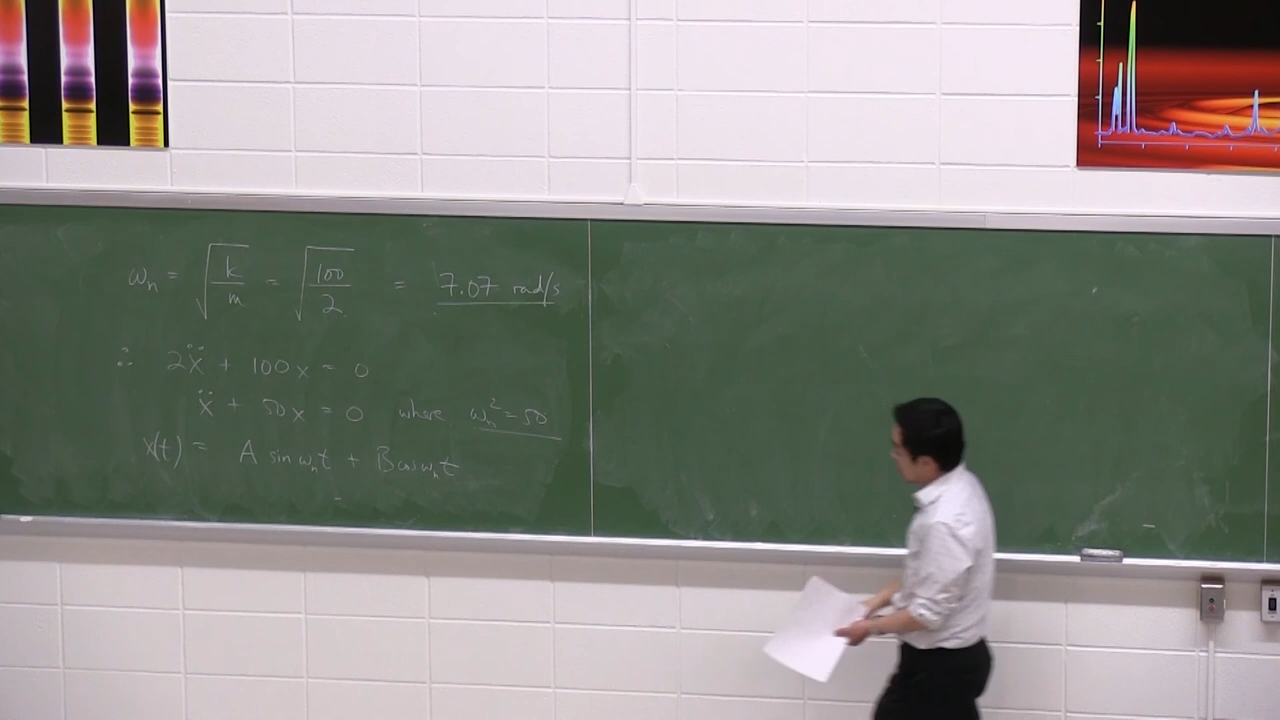 ωₙ = √(k/m) = √(100/2) = 7.07 rad/s
∴ 2ẍ + 100x = 0
ẍ + 50x = 0 where ωₙ² = 50
x(t) = A sin ωₙt + B cos ωₙt